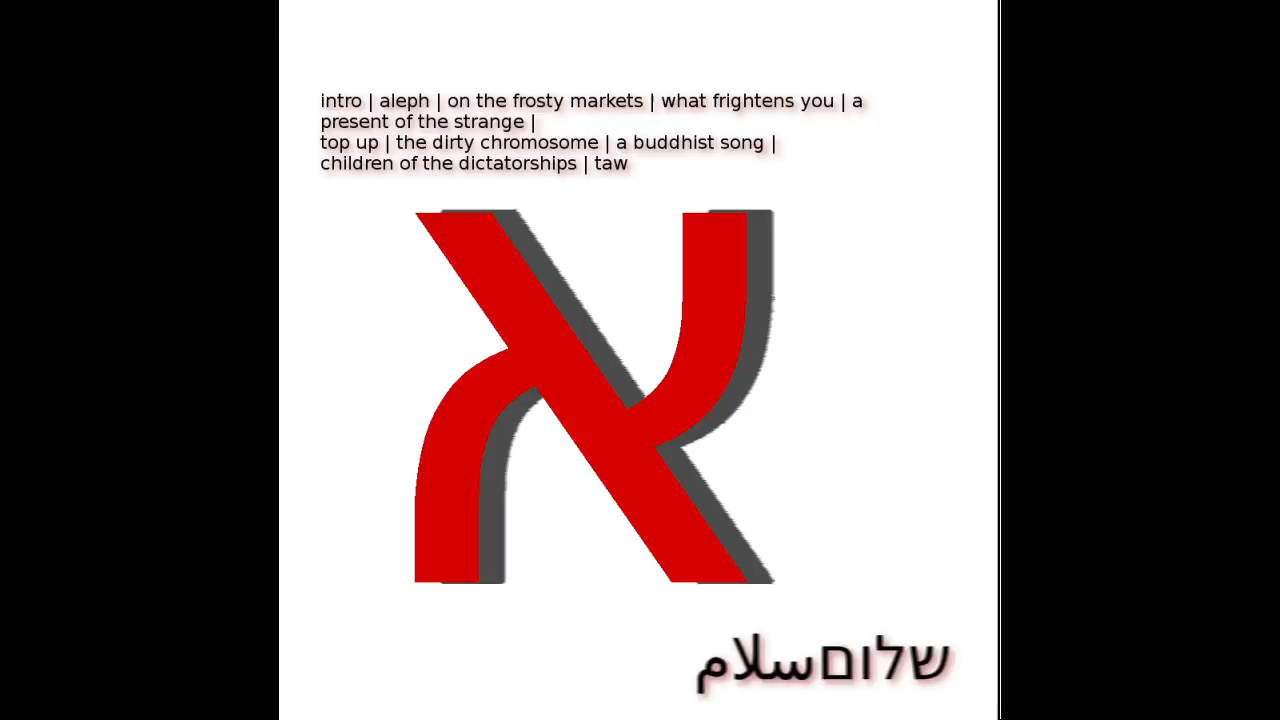 intro | aleph | on the frosty markets | what frightens you | a
present of the strange |
top up | the dirty chromosome | a buddhist song |
children of the dictatorships | taw
א
שלוםسلام